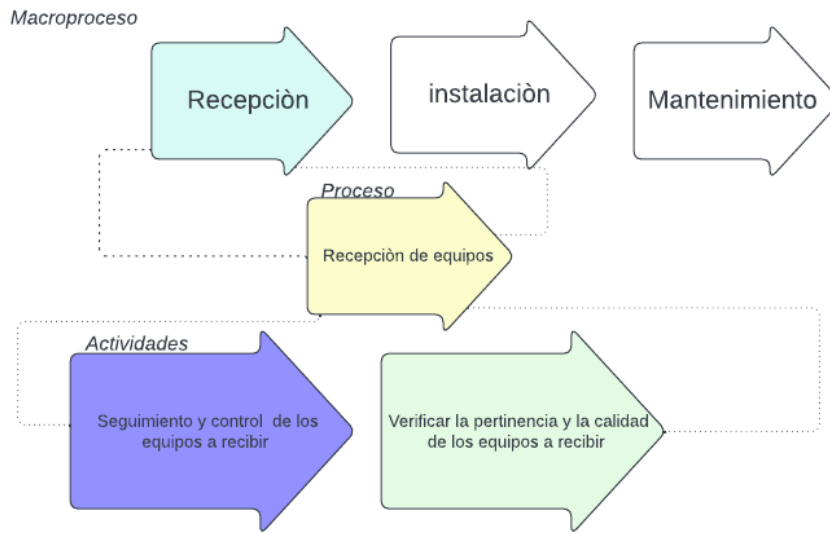 Macroproceso
Recepciòn
instalaciòn
Mantenimiento
Proceso
Recepciòn de equipos
Actividades
Seguimiento y control de los
equipos a recibir
Verificar la pertinencia y la calidad
de los equipos a recibir